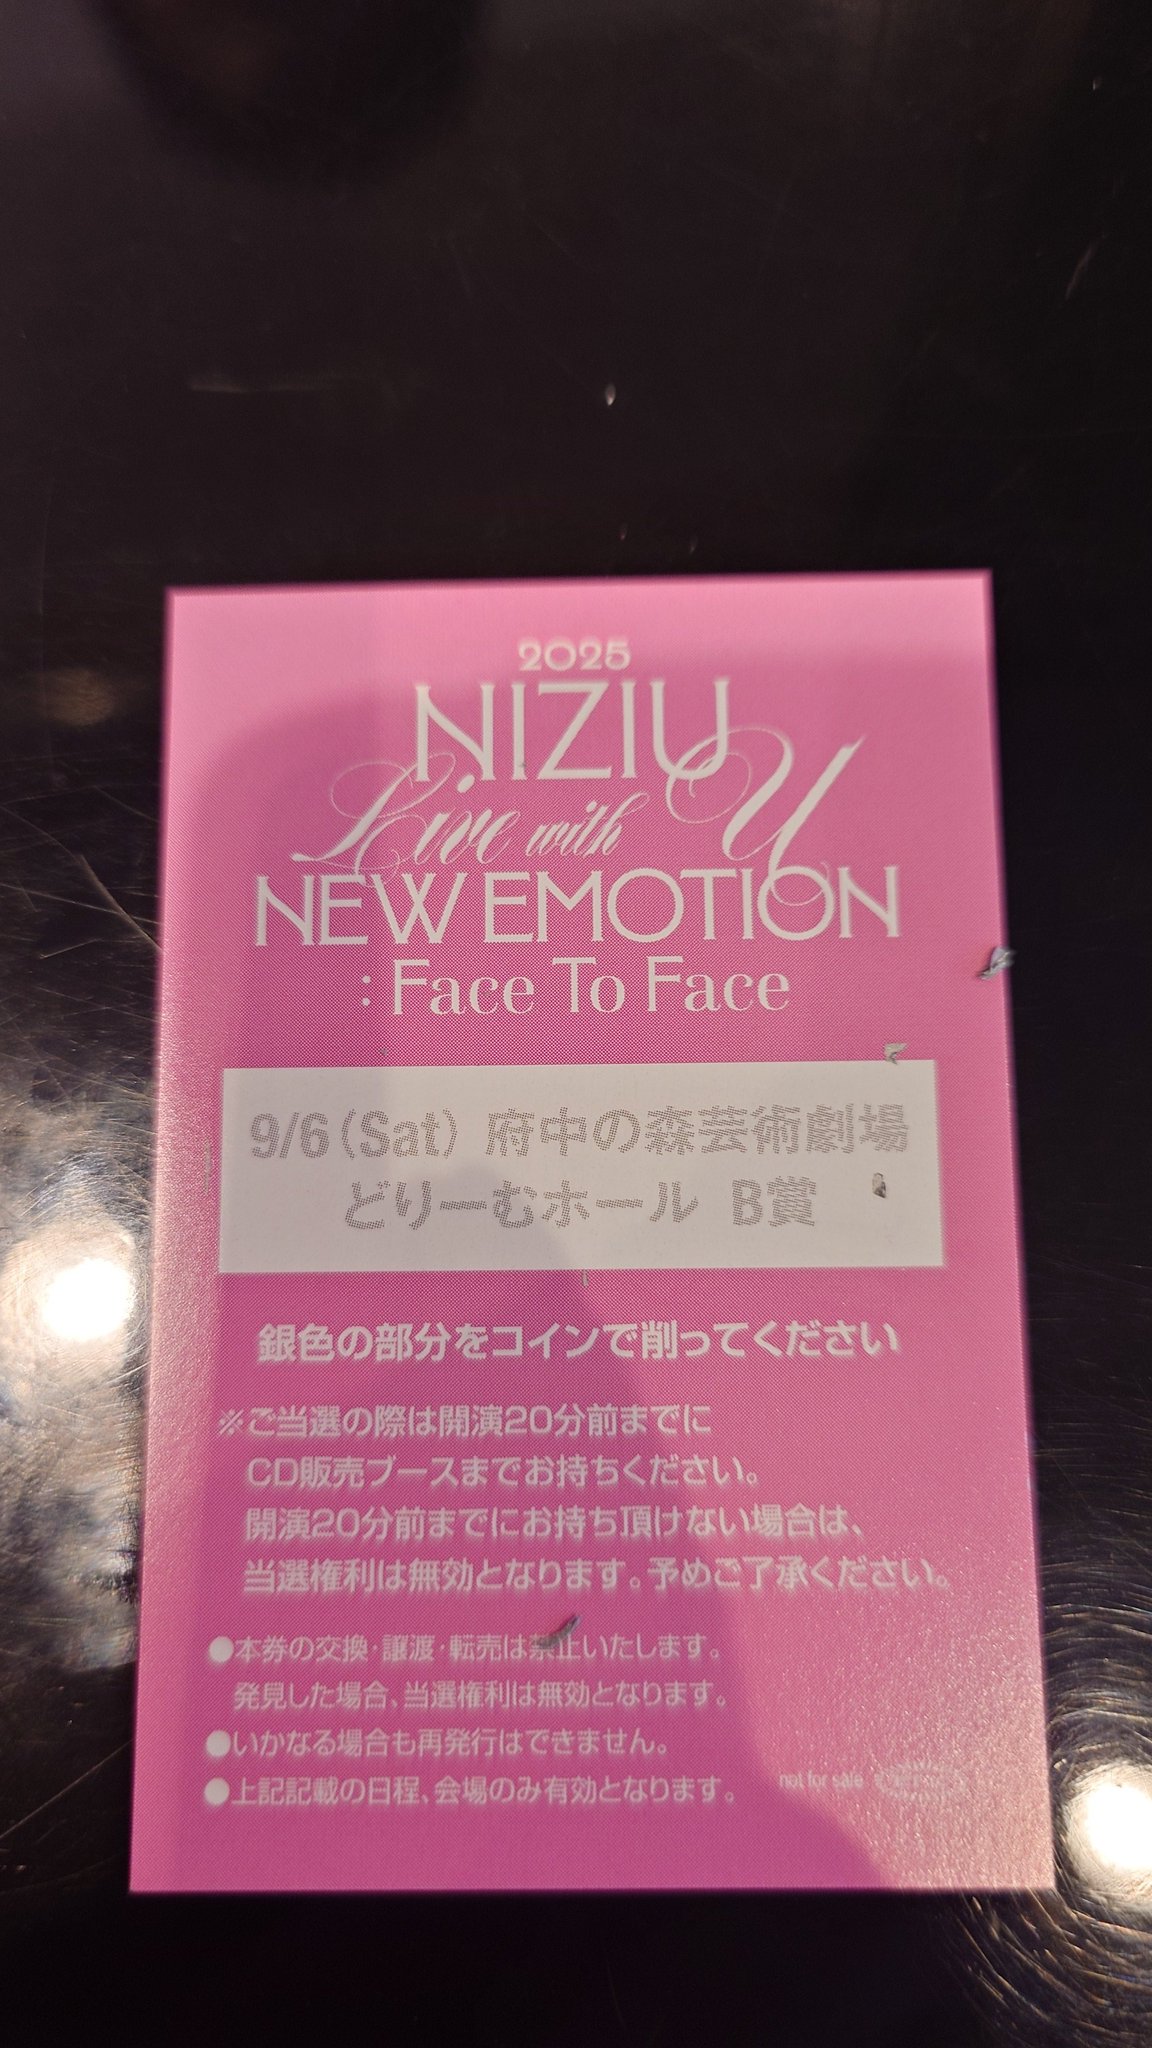 2025
NIZIU
Live with U
NEW EMOTION
: Face To Face
9/6(Sat) 府中の森芸術劇場
どりーむホール B賞
銀色の部分をコインで削ってください
※ご当選の際は開演20分前までに
CD販売ブースまでお持ちください。
開演20分前までにお持ち頂けない場合は、
当選権利は無効となります。予めご了承ください。
●本券の交換・譲渡・転売は禁止いたします。
発見した場合、当選権利は無効となります。
●いかなる場合も再発行はできません。
●上記記載の日程、会場のみ有効となります。
not for sale